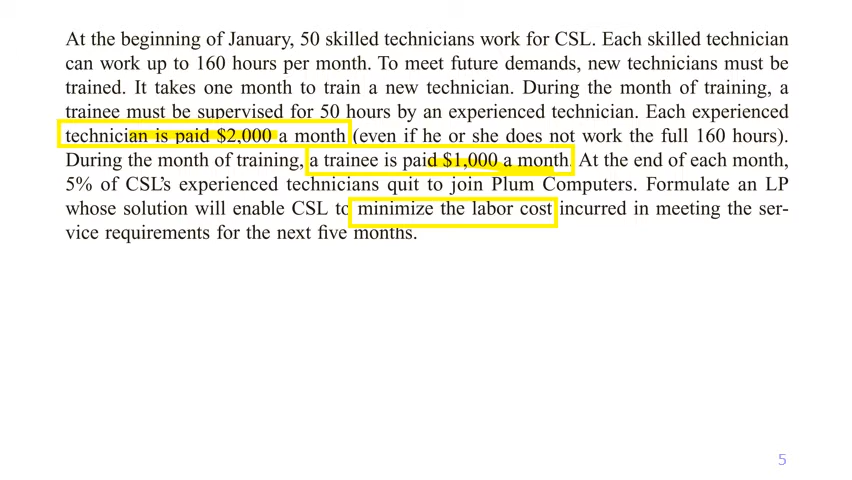 At the beginning of January, 50 skilled technicians work for CSL. Each skilled technician
can work up to 160 hours per month. To meet future demands, new technicians must be
trained. It takes one month to train a new technician. During the month of training, a
trainee must be supervised for 50 hours by an experienced technician. Each experienced
technician is paid $2,000 a month (even if he or she does not work the full 160 hours).
During the month of training, a trainee is paid $1,000 a month. At the end of each month,
5% of CSL’s experienced technicians quit to join Plum Computers. Formulate an LP
whose solution will enable CSL to minimize the labor cost incurred in meeting the ser-
vice requirements for the next five months.
5